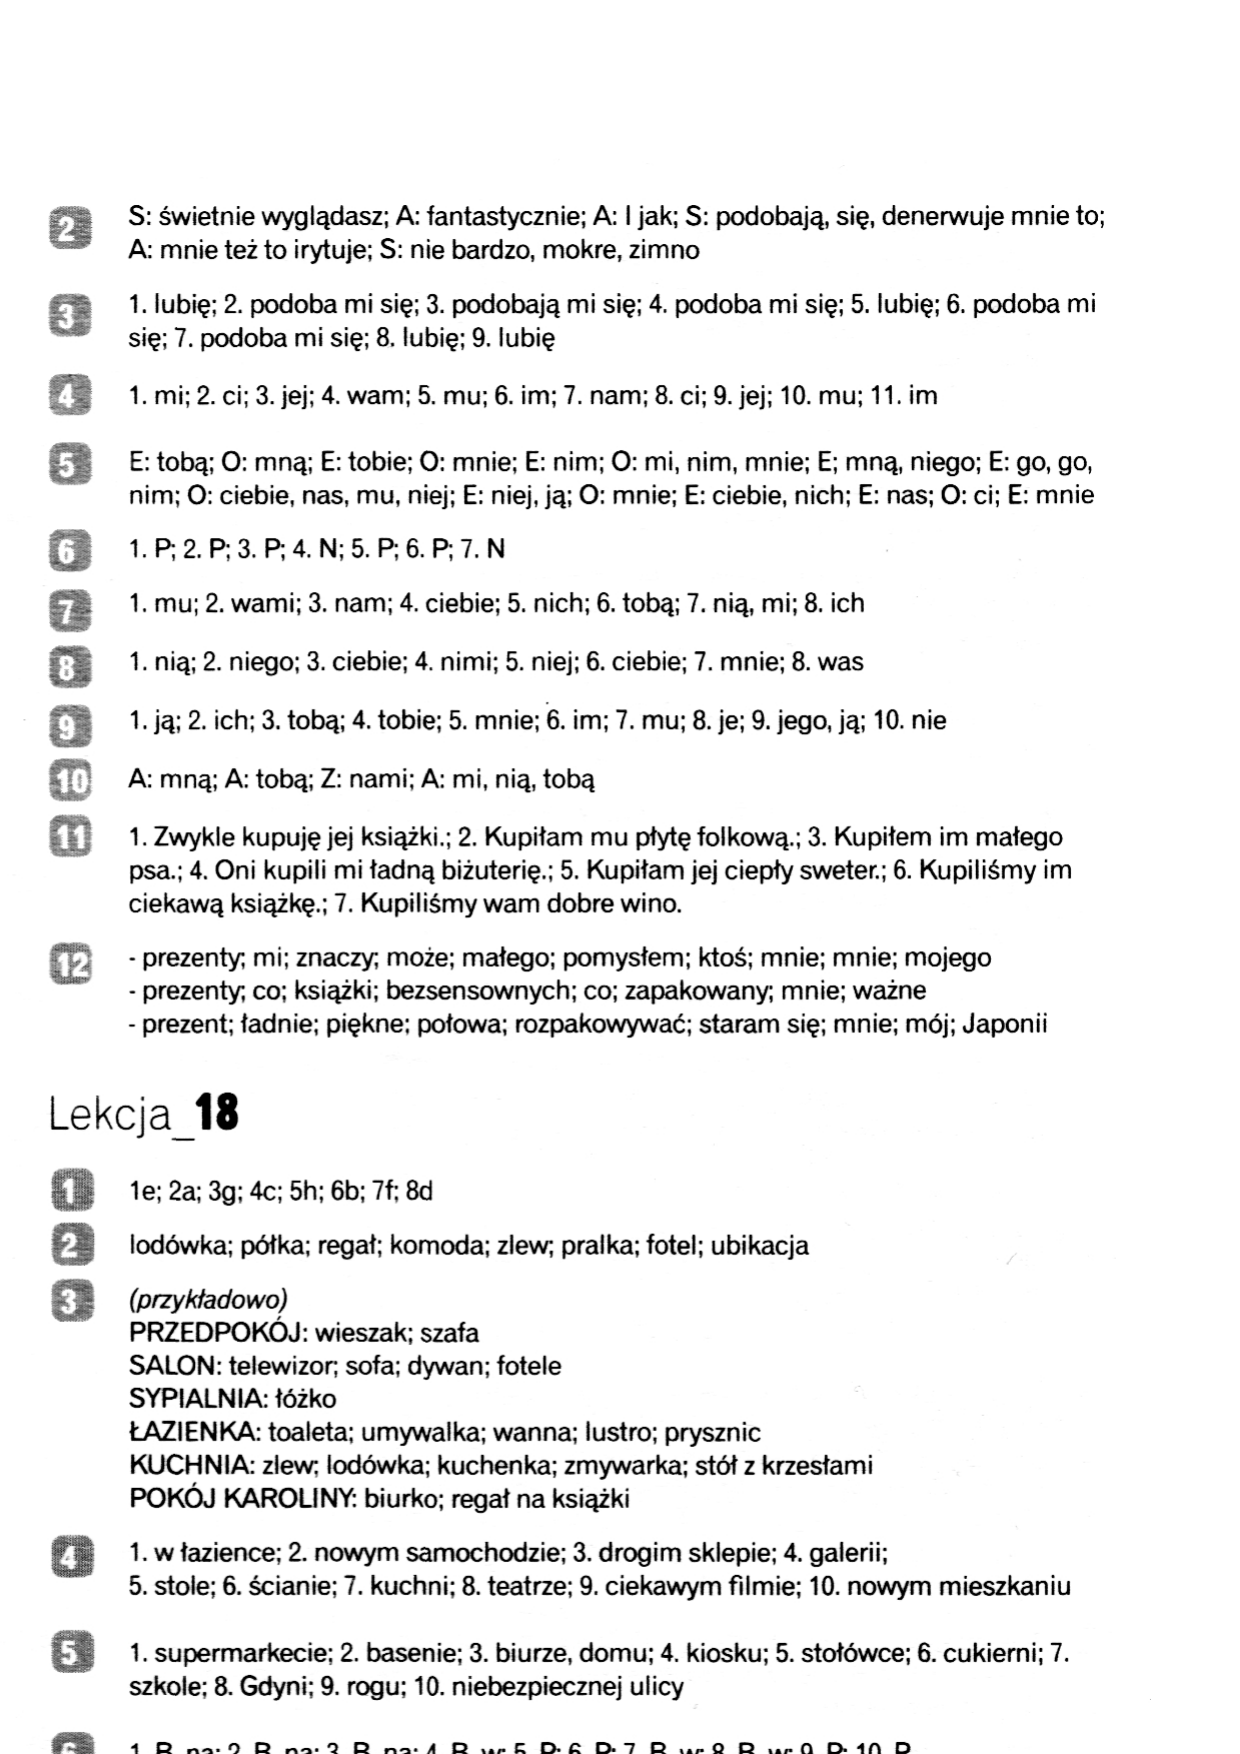 2 S: świetnie wyglądasz; A: fantastycznie; A: I jak; S: podobają, się, denerwuje mnie to;
A: mnie też to irytuje; S: nie bardzo, mokre, zimno
3 1. lubię; 2. podoba mi się; 3. podobają mi się; 4. podoba mi się; 5. lubię; 6. podoba mi
się; 7. podoba mi się; 8. lubię; 9. lubię
4 1. mi; 2. ci; 3. jej; 4. wam; 5. mu; 6. im; 7. nam; 8. ci; 9. jej; 10. mu; 11. im
5 E: tobą; O: mną; E: tobie; O: mnie; E: nim; O: mi, nim, mnie; E; mną, niego; E: go, go,
nim; O: ciebie, nas, mu, niej; E: niej, ją; O: mnie; E: ciebie, nich; E: nas; O: ci; E: mnie
6 1. P; 2. P; 3. P; 4. N; 5. P; 6. P; 7. N
7 1. mu; 2. wami; 3. nam; 4. ciebie; 5. nich; 6. tobą; 7. nią, mi; 8. ich
8 1. nią; 2. niego; 3. ciebie; 4. nimi; 5. niej; 6. ciebie; 7. mnie; 8. was
9 1. ją; 2. ich; 3. tobą; 4. tobie; 5. mnie; 6. im; 7. mu; 8. je; 9. jego, ją; 10. nie
10 A: mną; A: tobą; Z: nami; A: mi, nią, tobą
11 1. Zwykle kupuję jej książki.; 2. Kupiłam mu płytę folkową.; 3. Kupiłem im małego
psa.; 4. Oni kupili mi ładną biżuterię.; 5. Kupiłam jej ciepły sweter.; 6. Kupiliśmy im
ciekawą książkę.; 7. Kupiliśmy wam dobre wino.
12 - prezenty; mi; znaczy; może; małego; pomysłem; ktoś; mnie; mnie; mojego
- prezenty; co; książki; bezsensownych; co; zapakowany; mnie; ważne
- prezent; ładnie; piękne; połowa; rozpakowywać; staram się; mnie; mój; Japonii
Lekcja_18
1 1e; 2a; 3g; 4c; 5h; 6b; 7f; 8d
2 lodówka; półka; regał; komoda; zlew; pralka; fotel; ubikacja
3 (przykładowo)
PRZEDPOKÓJ: wieszak; szafa
SALON: telewizor; sofa; dywan; fotele
SYPIALNIA: łóżko
ŁAZIENKA: toaleta; umywalka; wanna; lustro; prysznic
KUCHNIA: zlew; lodówka; kuchenka; zmywarka; stół z krzesłami
POKÓJ KAROLINY: biurko; regał na książki
4 1. w łazience; 2. nowym samochodzie; 3. drogim sklepie; 4. galerii;
5. stole; 6. ścianie; 7. kuchni; 8. teatrze; 9. ciekawym filmie; 10. nowym mieszkaniu
5 1. supermarkecie; 2. basenie; 3. biurze, domu; 4. kiosku; 5. stołówce; 6. cukierni; 7.
szkole; 8. Gdyni; 9. rogu; 10. niebezpiecznej ulicy